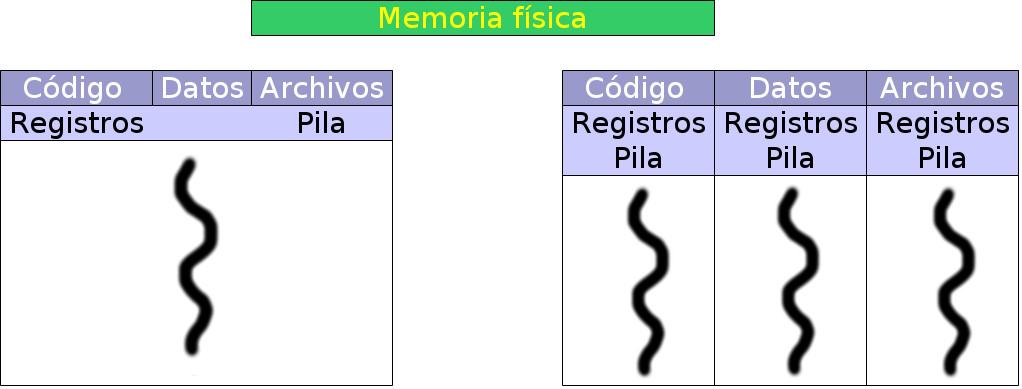 Memoria física
Código Datos Archivos
Registros Pila
Código Datos Archivos
Registros Registros Registros
Pila Pila Pila